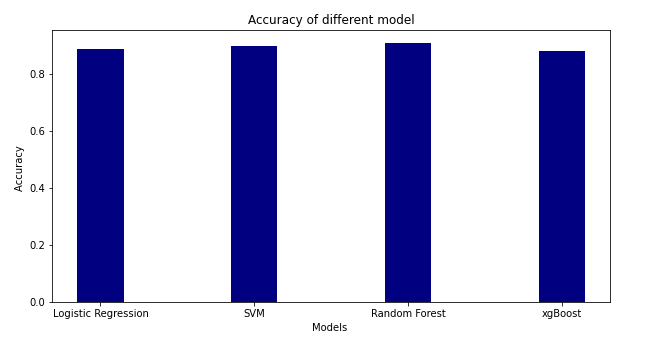 Accuracy of different model
Accuracy
0.8
0.6
0.4
0.2
0.0
Logistic Regression SVM Random Forest xgBoost
Models